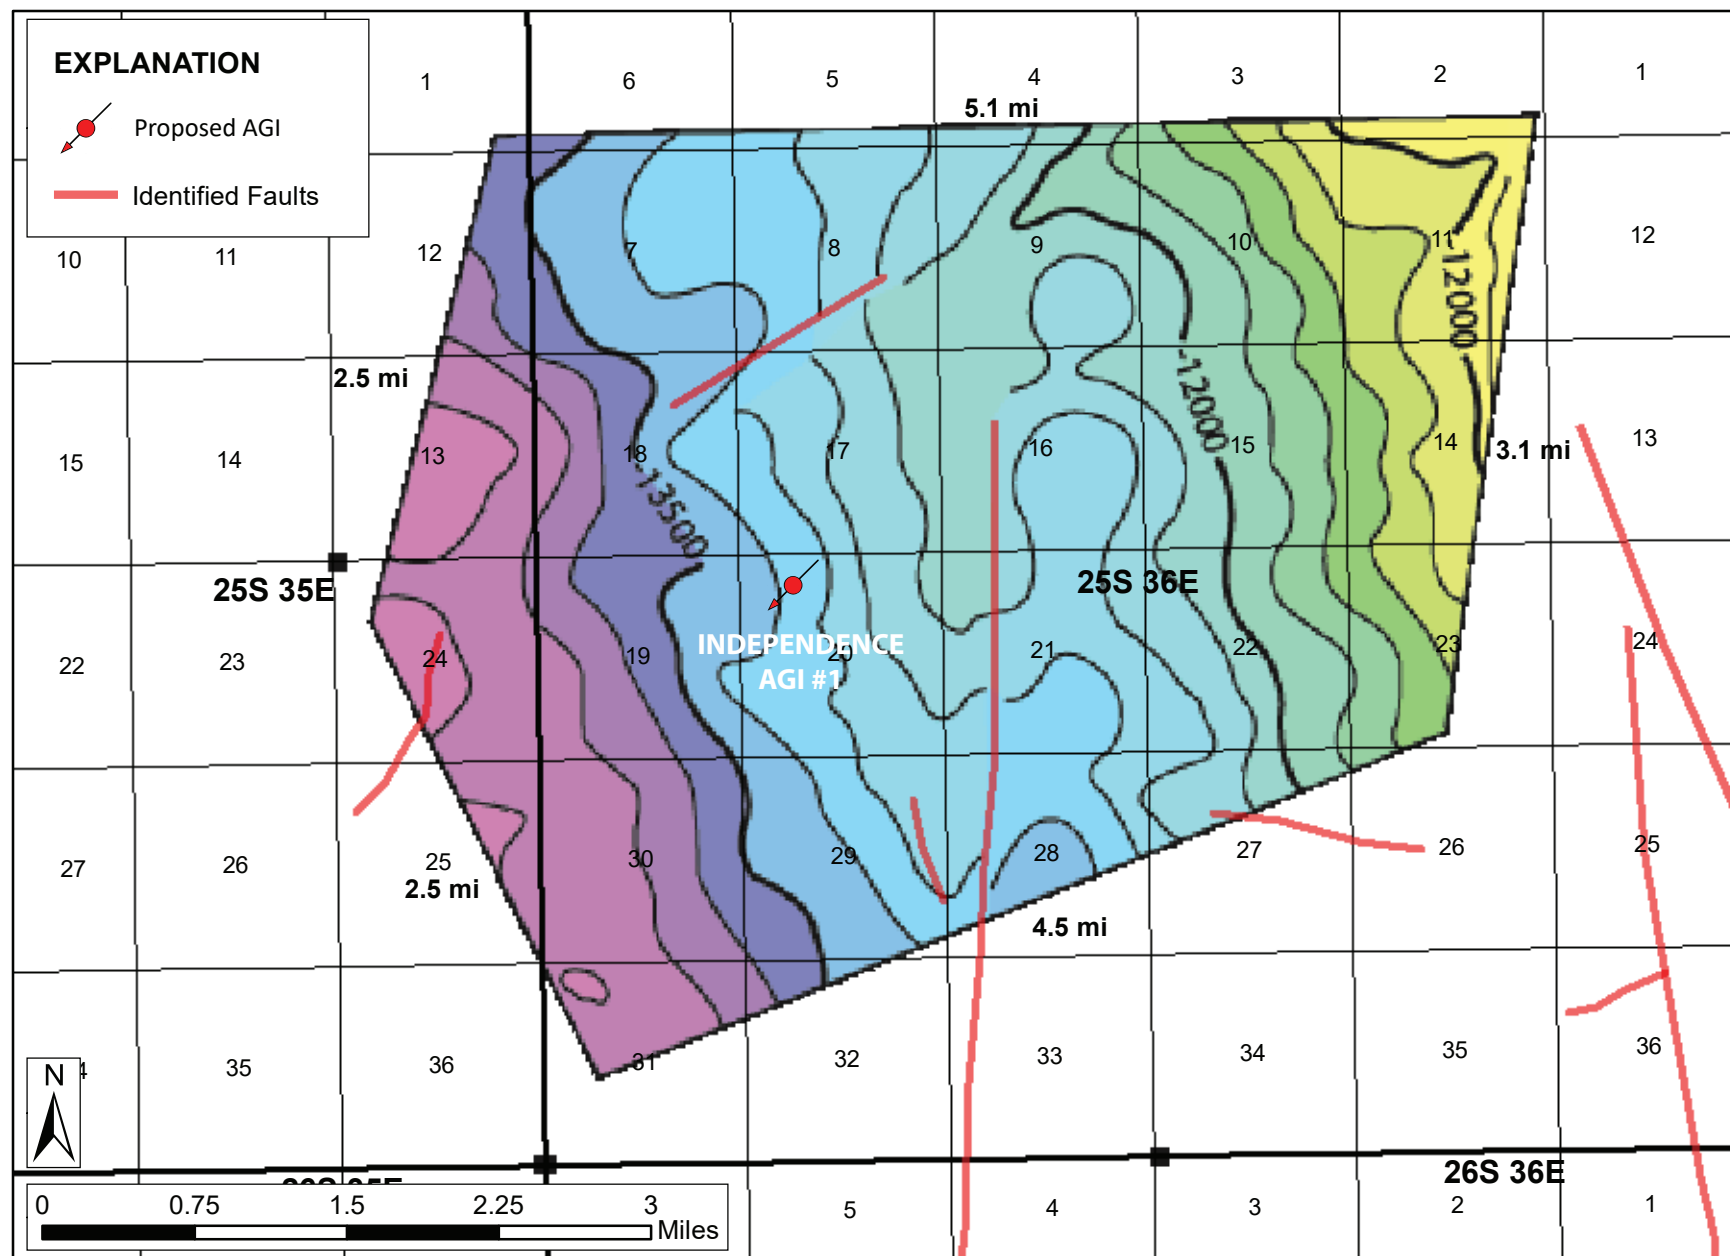 EXPLANATION
Proposed AGI
Identified Faults
1 6 5 4 3 2 1
5.1 mi
10 11 12 7 8 9 10 11 12
-12000
2.5 mi
-12000
15 14 13 18 17 16 15 14 3.1 mi 13
-13500
25S 35E 25S 36E
INDEPENDENCE
AGI #1
22 23 24 19 20 21 22 23 24
27 26 25 30 29 28 27 26 25
2.5 mi
4.5 mi
35 36 31 32 33 34 35 36
N
26S 36E
0 0.75 1.5 2.25 3
Miles
5 4 3 2 1